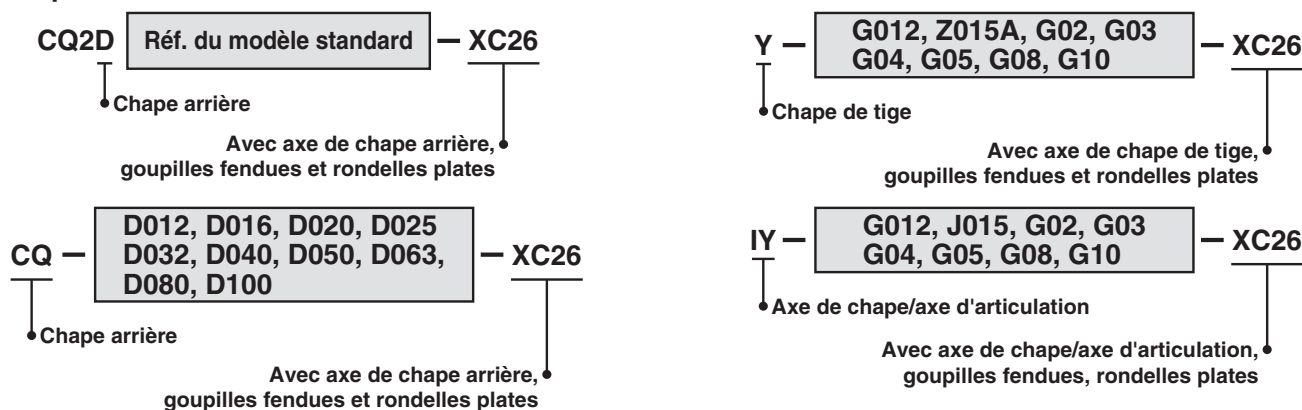 CQ2D Réf. du modèle standard – XC26
Chape arrière
Avec axe de chape arrière,
goupilles fendues et rondelles plates
CQ – D012, D016, D020, D025
D032, D040, D050, D063,
D080, D100 – XC26
Chape arrière
Avec axe de chape arrière,
goupilles fendues et rondelles plates
Y – G012, Z015A, G02, G03
G04, G05, G08, G10 – XC26
Chape de tige
Avec axe de chape de tige,
goupilles fendues et rondelles plates
IY – G012, J015, G02, G03
G04, G05, G08, G10 – XC26
Axe de chape/axe d'articulation
Avec axe de chape/axe d'articulation,
goupilles fendues, rondelles plates